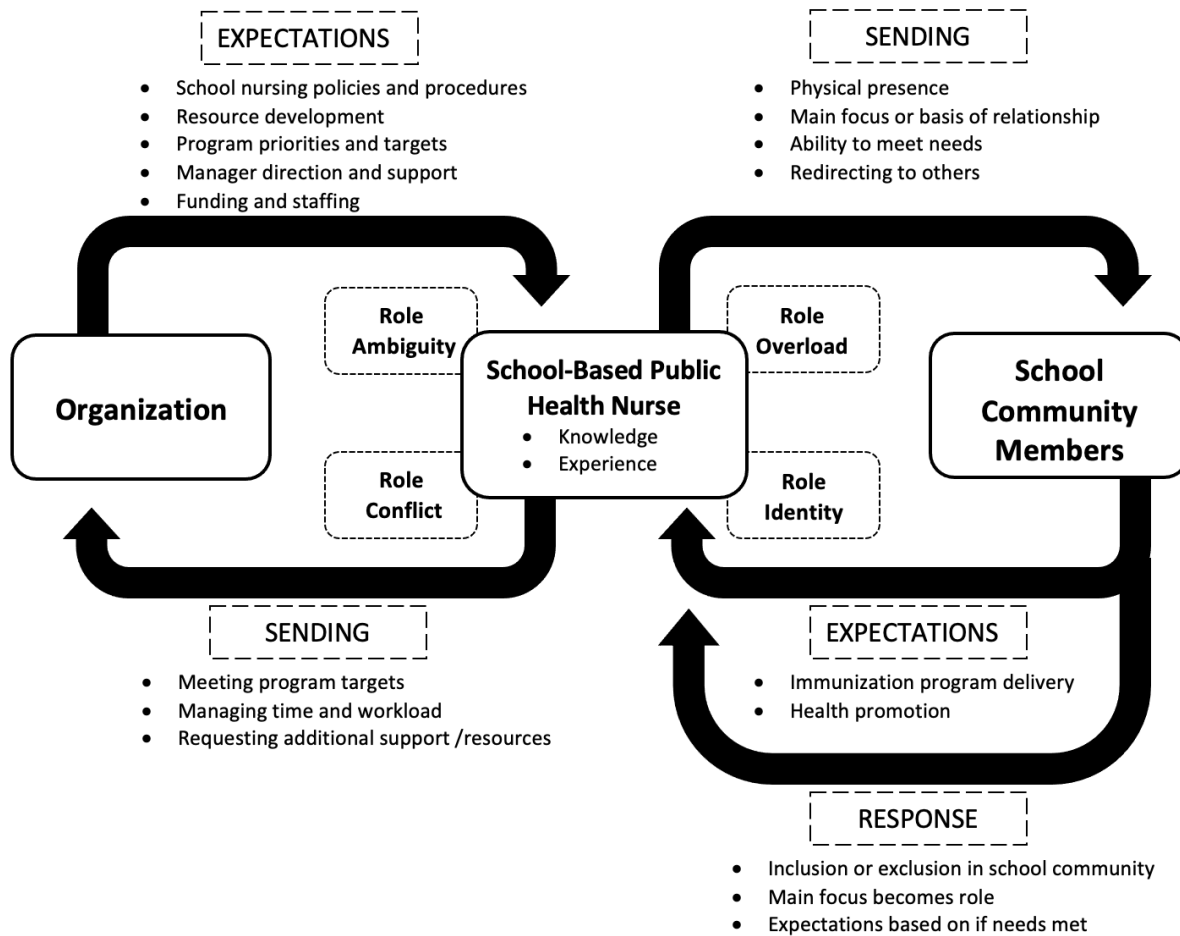 EXPECTATIONS
• School nursing policies and procedures
• Resource development
• Program priorities and targets
• Manager direction and support
• Funding and staffing
SENDING
• Physical presence
• Main focus or basis of relationship
• Ability to meet needs
• Redirecting to others
Organization
Role
Ambiguity
Role
Conflict
School-Based Public
Health Nurse
• Knowledge
• Experience
Role
Overload
Role
Identity
School
Community
Members
SENDING
• Meeting program targets
• Managing time and workload
• Requesting additional support /resources
EXPECTATIONS
• Immunization program delivery
• Health promotion
RESPONSE
• Inclusion or exclusion in school community
• Main focus becomes role
• Expectations based on if needs met